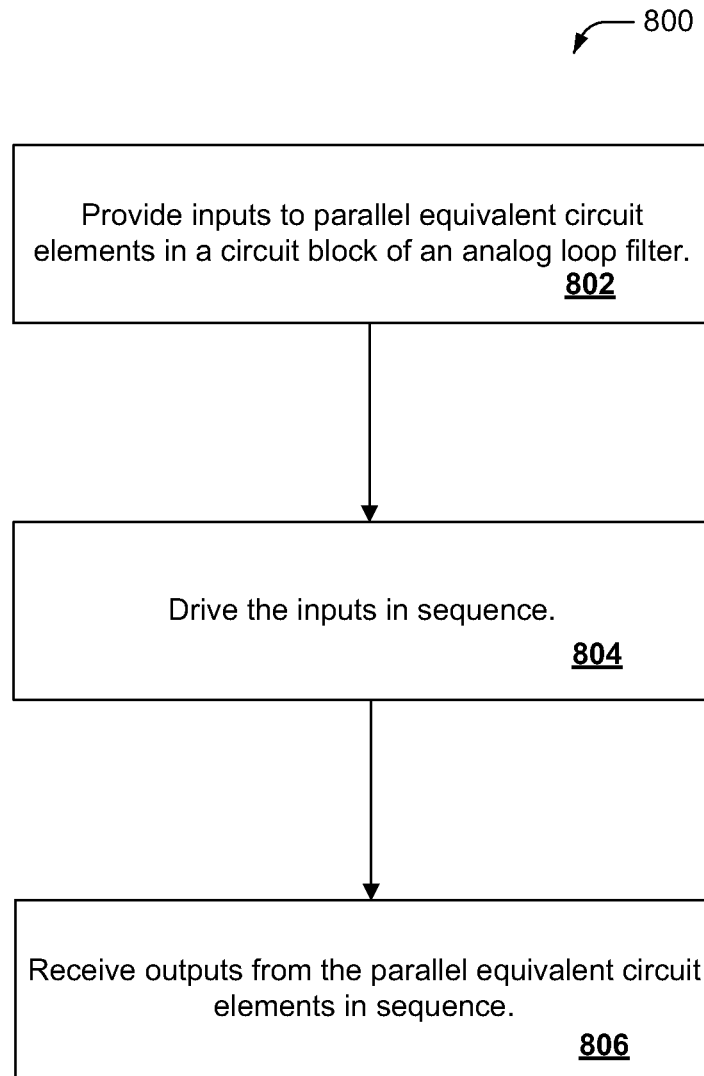 800
Provide inputs to parallel equivalent circuit
elements in a circuit block of an analog loop filter.
802
Drive the inputs in sequence.
804
Receive outputs from the parallel equivalent circuit
elements in sequence.
806